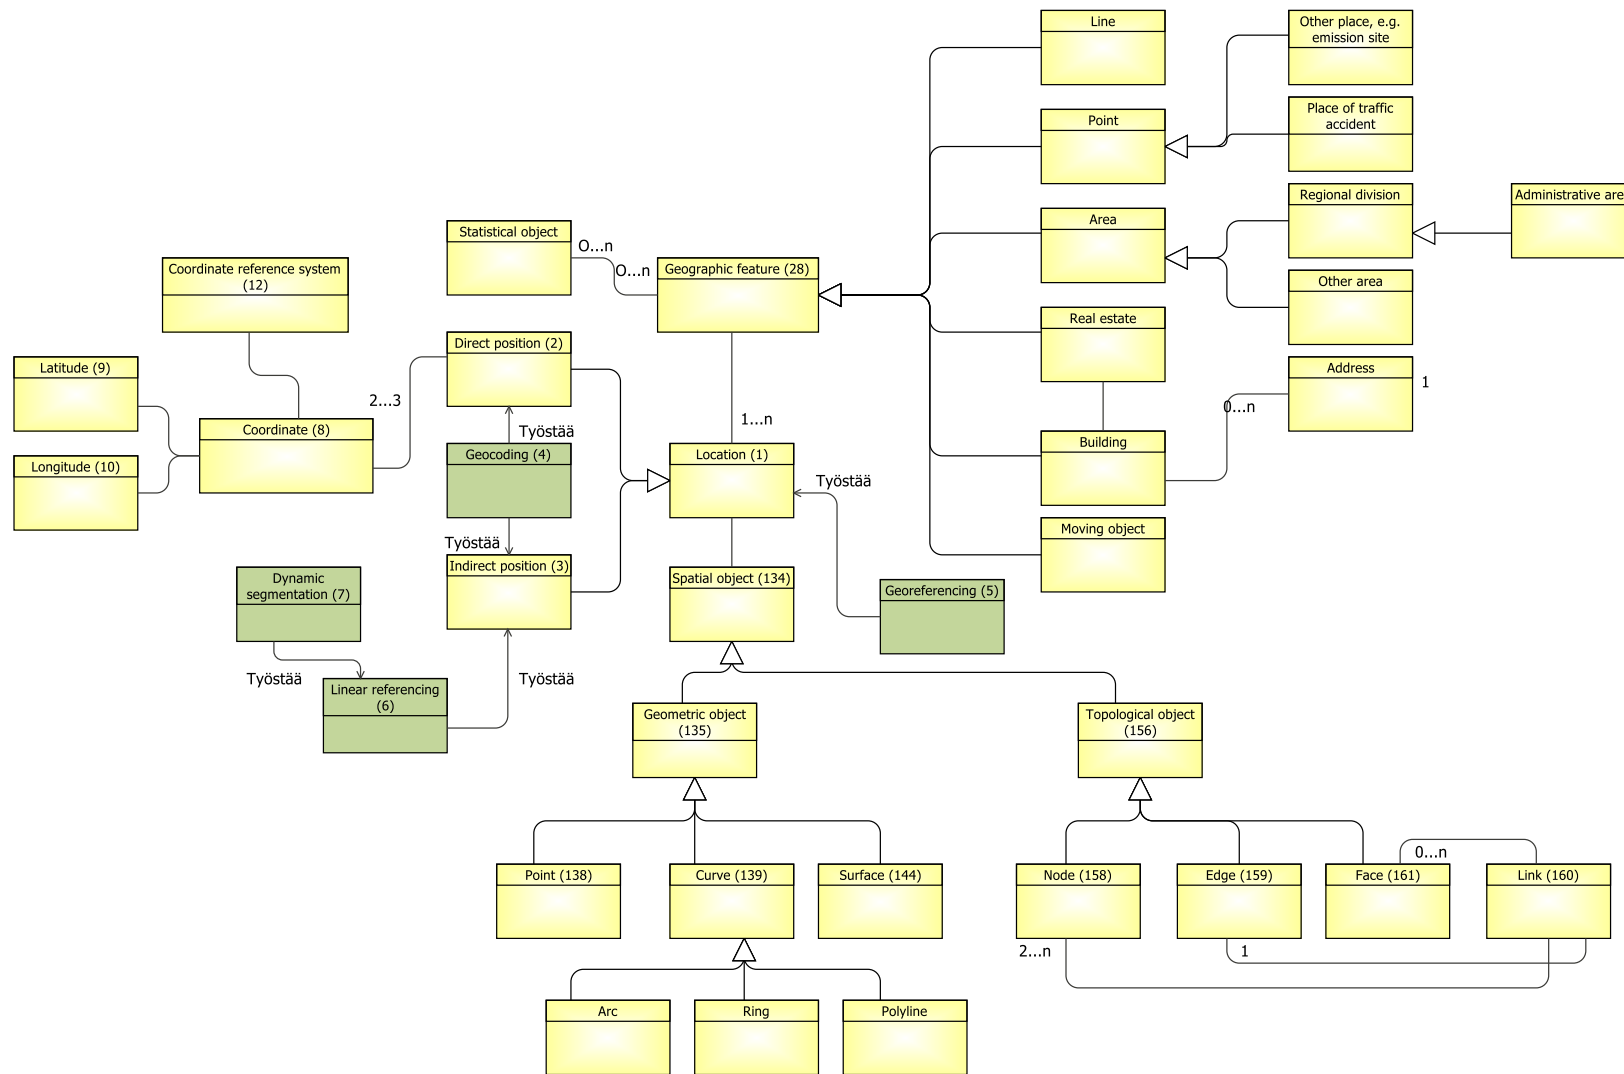 Line
Other place, e.g.
emission site
Point
Place of traffic
accident
Area
Regional division
Administrative are
Statistical object
O...n
O...n
Geographic feature (28)
Coordinate reference system
(12)
Other area
Real estate
Direct position (2)
Latitude (9)
Address
1
2...3
0...n
1...n
Työstää
Coordinate (8)
Geocoding (4)
Location (1)
Building
Longitude (10)
Työstää
Työstää
Moving object
Indirect position (3)
Spatial object (134)
Dynamic
segmentation (7)
Georeferencing (5)
Työstää
Työstää
Linear referencing
(6)
Geometric object
(135)
Topological object
(156)
0...n
Point (138)
Curve (139)
Surface (144)
Node (158)
Edge (159)
Face (161)
Link (160)
2...n
1
Arc
Ring
Polyline